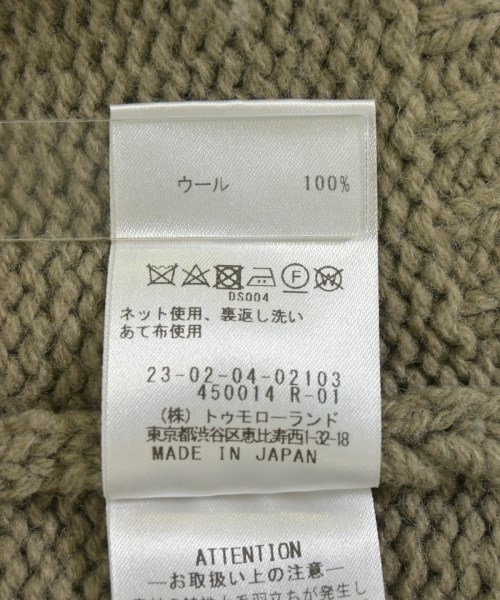 ウール 100%
F W
DS004
ネット使用、裏返し洗い
あて布使用
23-02-04-02103
450014 R-01
(株) トゥモローランド
東京都渋谷区恵比寿西1-32-18
MADE IN JAPAN
ATTENTION
―お取扱い上の注意―